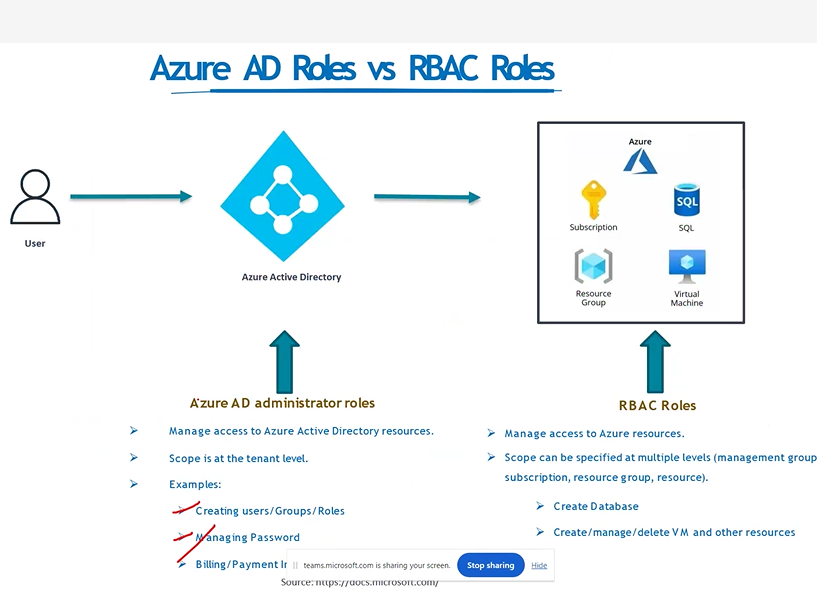 Azure AD Roles vs RBAC Roles
Azure
Subscription
SQL
SQL
Resource Group
Virtual Machine
User
Azure Active Directory
Azure AD administrator roles
Manage access to Azure Active Directory resources.
Scope is at the tenant level.
Examples:
Creating users/Groups/Roles
Managing Password
Billing/Payment
RBAC Roles
Manage access to Azure resources.
Scope can be specified at multiple levels (management group
subscription, resource group, resource).
Create Database
Create/manage/delete VM and other resources
teams.microsoft.com is sharing your screen.
Stop sharing
Hide
Source: https://docs.microsoft.com/